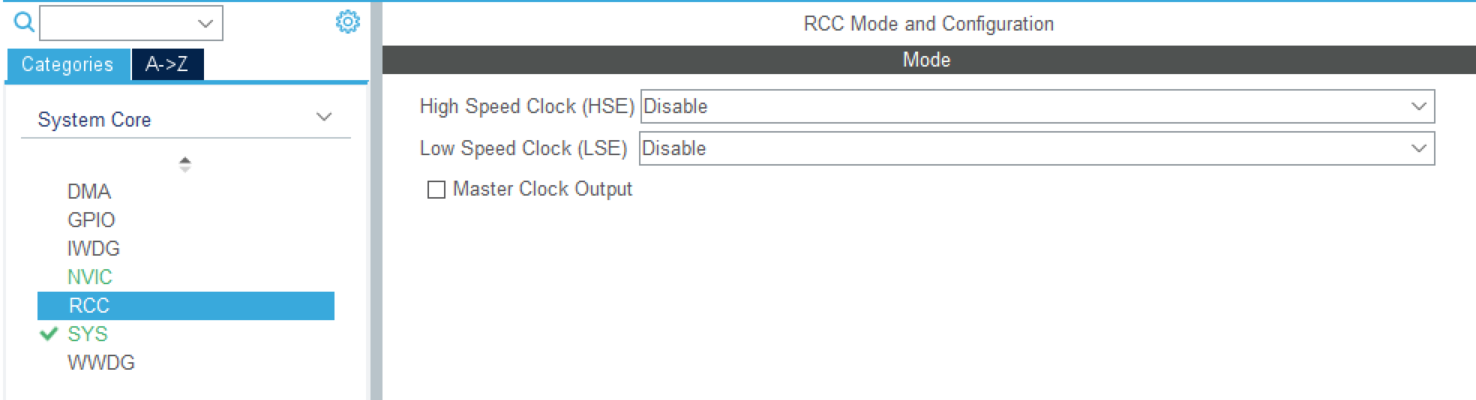 RCC Mode and Configuration
Categories A->Z
Mode
System Core
High Speed Clock (HSE) Disable
Low Speed Clock (LSE) Disable
Master Clock Output
DMA
GPIO
IWDG
NVIC
RCC
SYS
WWDG